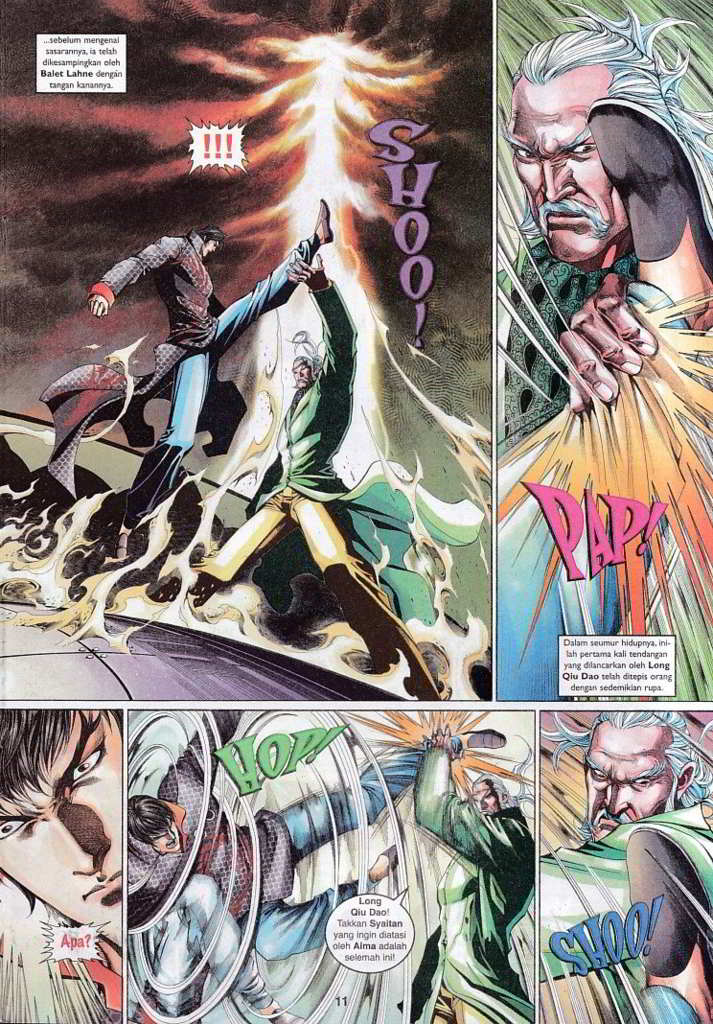 ...sebelum mengenai
sasarannya, ia telah
dikesampingkan oleh
Balet Lahne dengan
tangan kanannya.
!!!
SHOO!
PAP!
Dalam seumur hidupnya, ini-
lah pertama kali tendangan
yang dilancarkan oleh Long
Qiu Dao telah ditepis orang
dengan sedemikian rupa.
Apa?
HOP!
Long
Qiu Dao!
Takkan Syaitan
yang ingin diatasi
oleh Alma adalah
selemah ini!
SHOO!
11